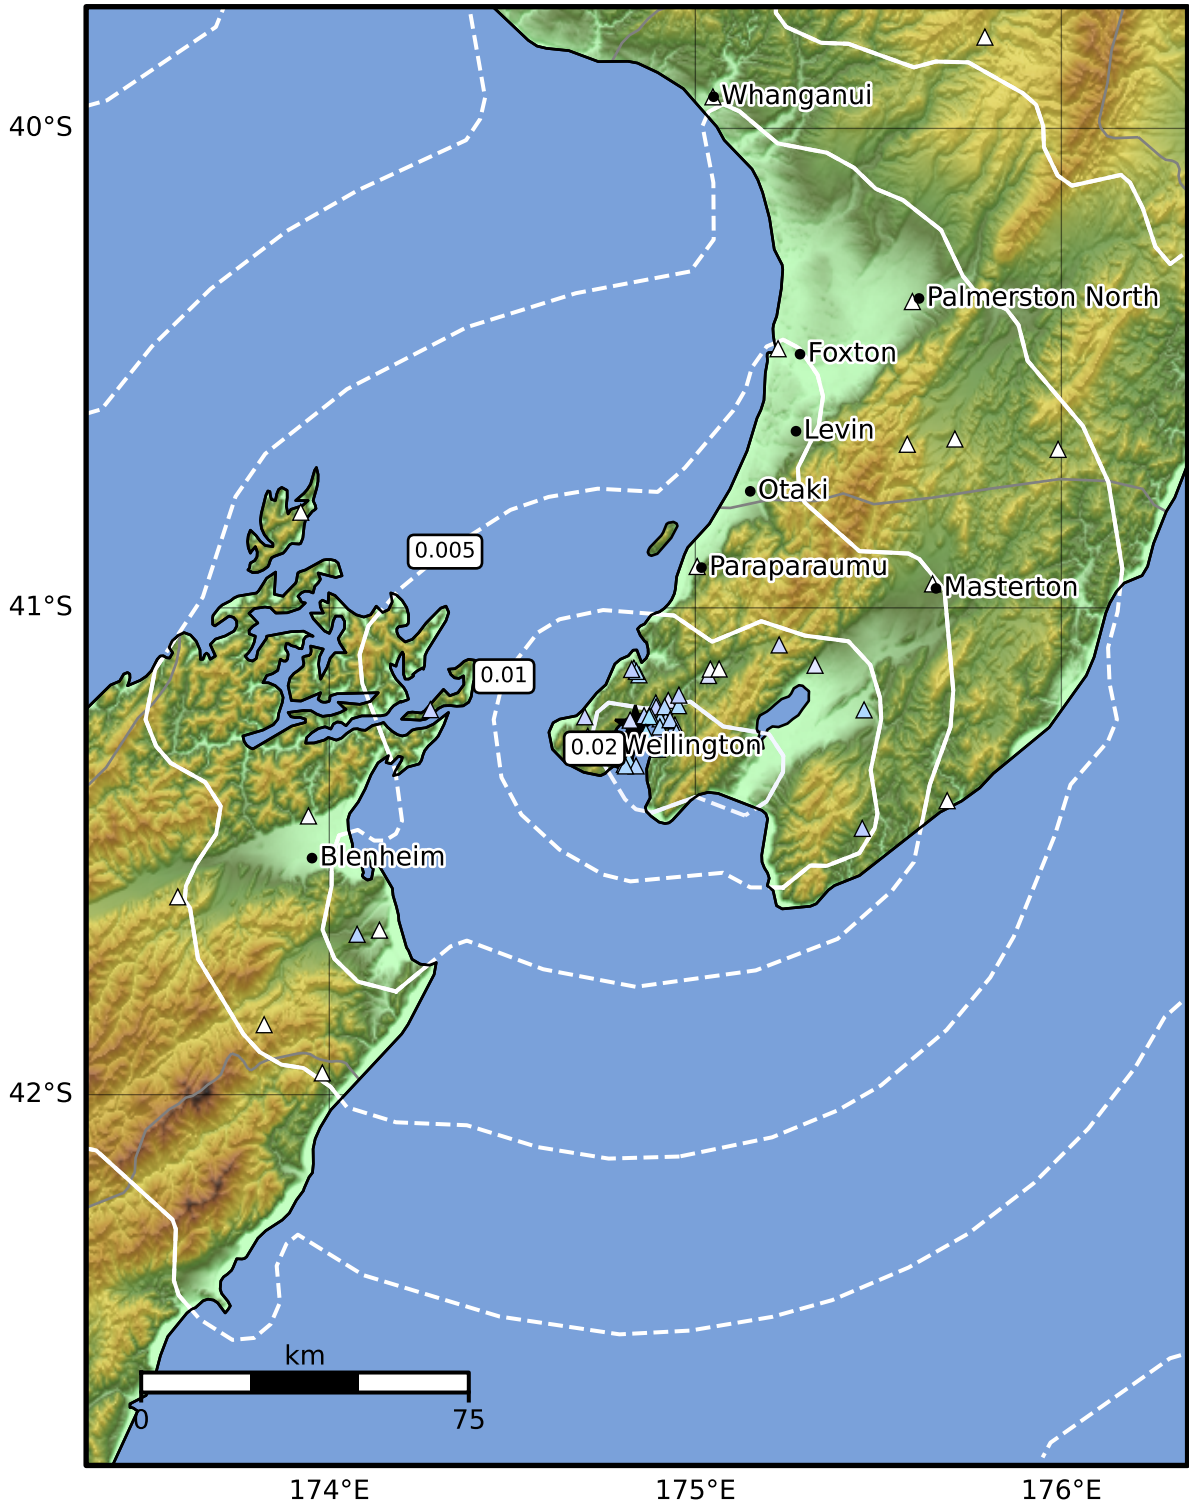 Whanganui
40°S
Palmerston North
Foxton
Levin
Otaki
0.005
Paraparaumu
Masterton
41°S
0.01
0.02
Wellington
Blenheim
42°S
km
0
75
174°E
175°E
176°E